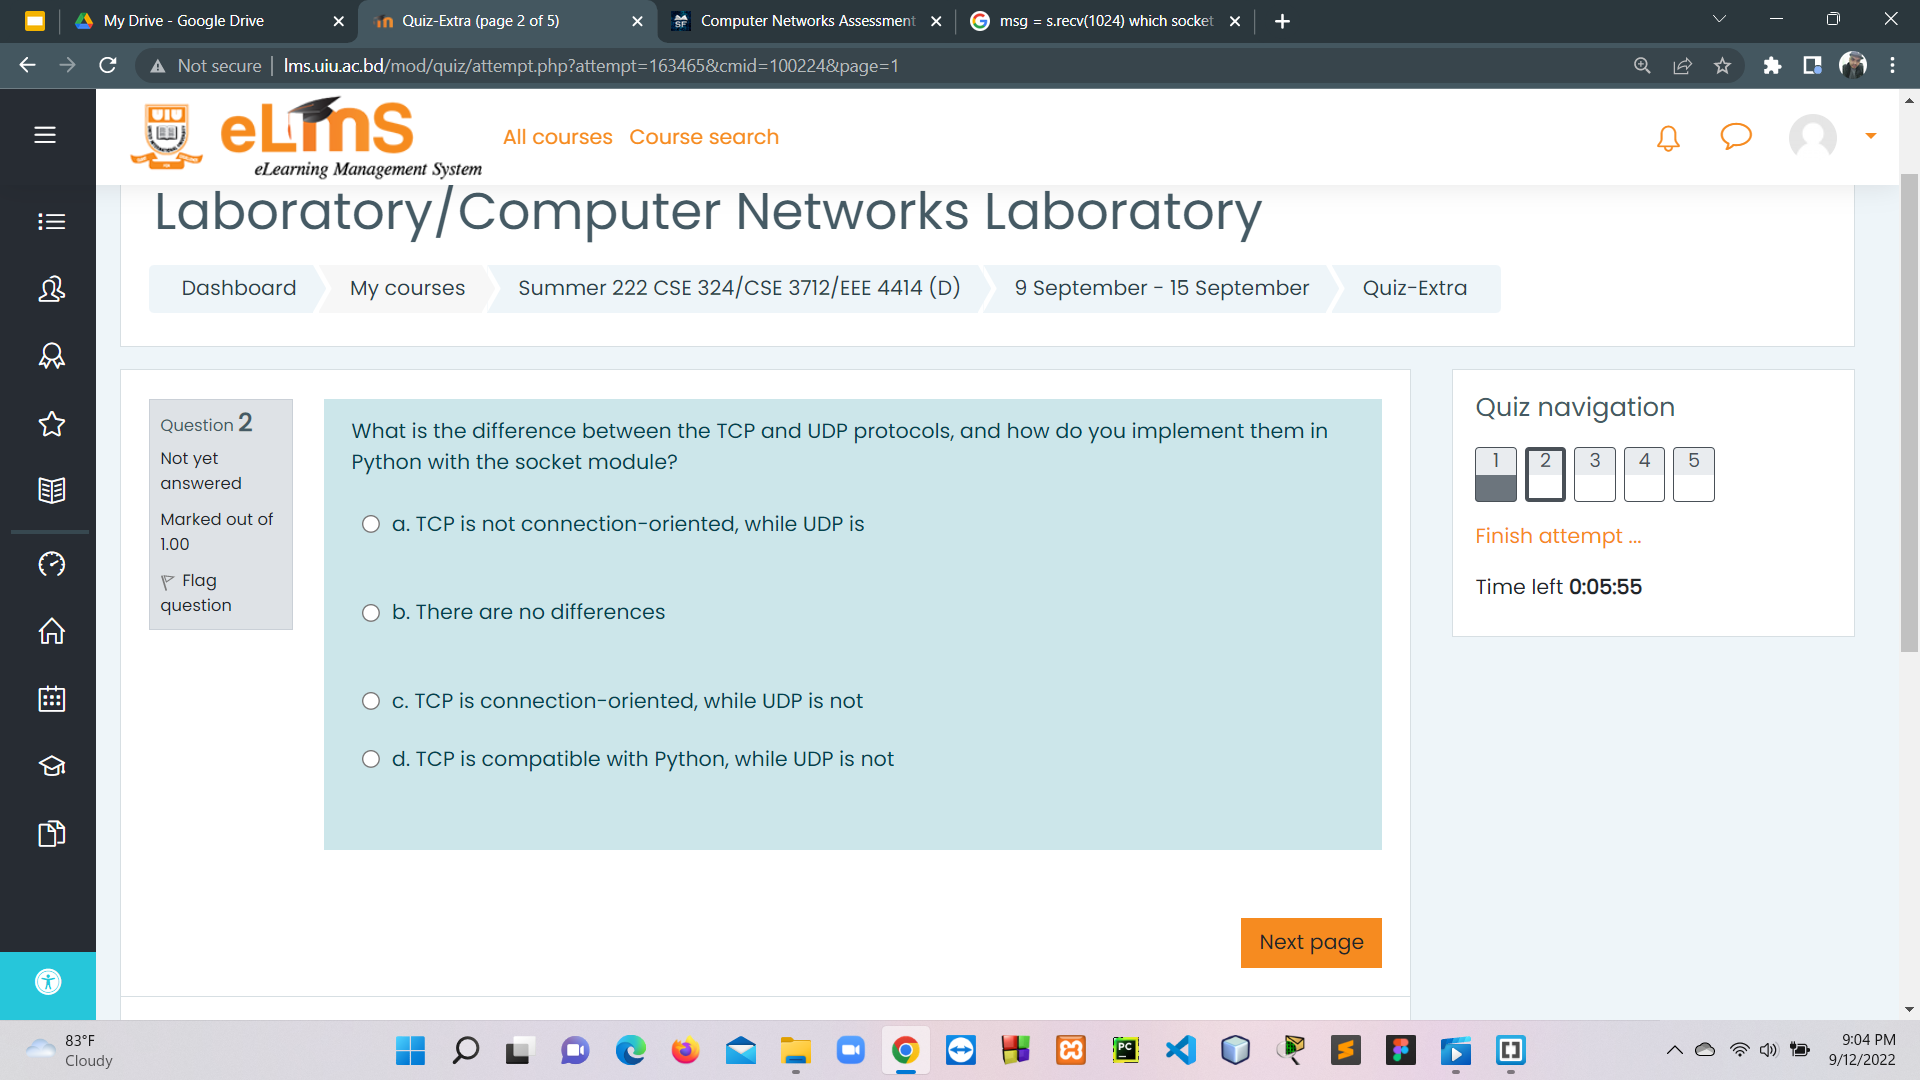 My Drive - Google Drive
Quiz-Extra (page 2 of 5)
Computer Networks Assessment
msg = s.recv(1024) which socket
Not secure
lms.uiu.ac.bd/mod/quiz/attempt.php?attempt=163465&cmid=100224&page=1
eLmS
eLearning Management System
All courses
Course search
Laboratory/Computer Networks Laboratory
Dashboard
My courses
Summer 222 CSE 324/CSE 3712/EEE 4414 (D)
9 September - 15 September
Quiz-Extra
Question 2
Not yet
answered
Marked out of
1.00
Flag
question
What is the difference between the TCP and UDP protocols, and how do you implement them in
Python with the socket module?
a. TCP is not connection-oriented, while UDP is
b. There are no differences
c. TCP is connection-oriented, while UDP is not
d. TCP is compatible with Python, while UDP is not
Next page
Quiz navigation
1 2 3 4 5
Finish attempt ...
Time left 0:05:55
83°F
Cloudy
9:04 PM
9/12/2022